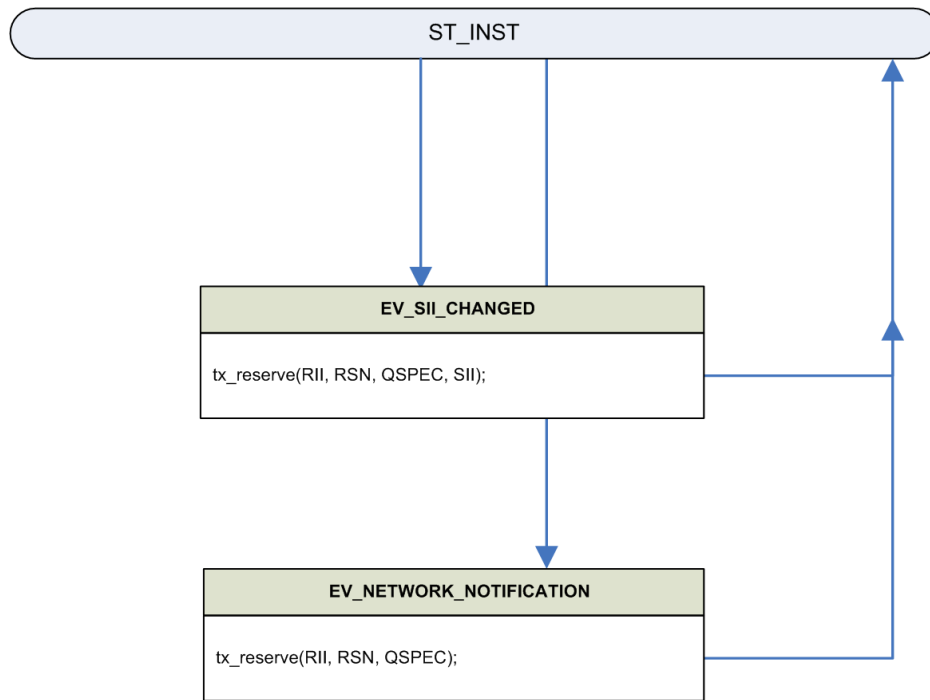 ST_INST
EV_SII_CHANGED
tx_reserve(RII, RSN, QSPEC, SII);
EV_NETWORK_NOTIFICATION
tx_reserve(RII, RSN, QSPEC);